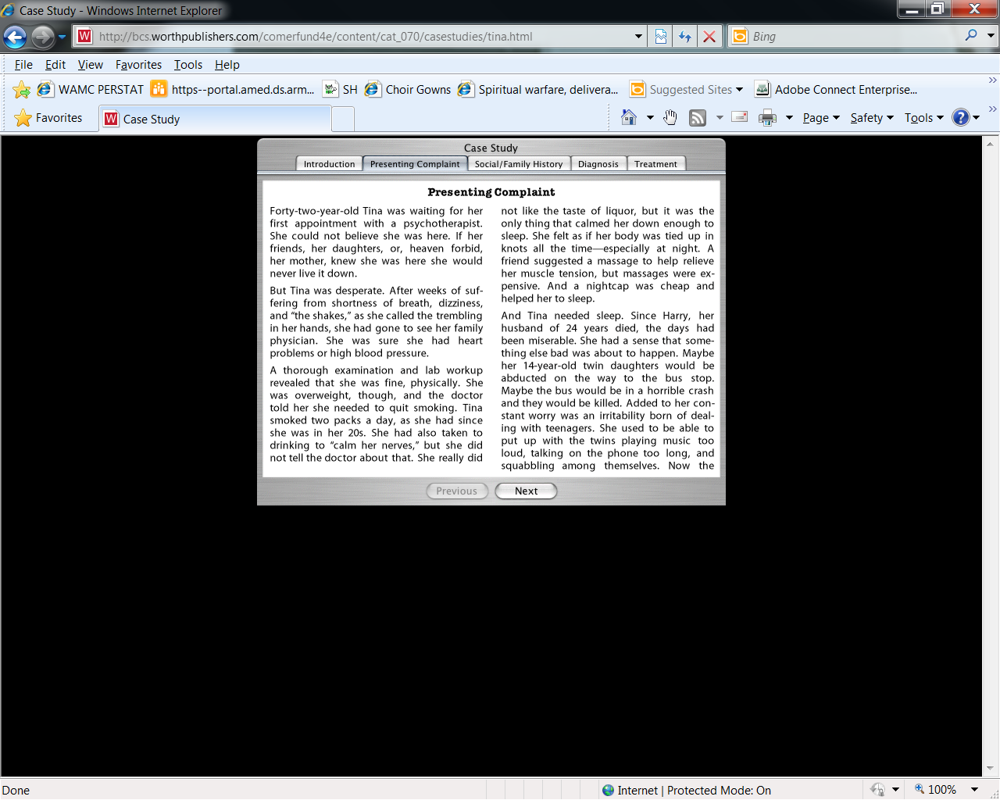 Case Study - Windows Internet Explorer
http://bcs.worthpublishers.com/comerfund4e/content/cat_070/casestudies/tina.html
Bing
File Edit View Favorites Tools Help
WAMC PERSTAT https--portal.amed.ds.arm... SH Choir Gowns Spiritual warfare, delivera... Suggested Sites Adobe Connect Enterprise...
Favorites Case Study Page Safety Tools
Case Study
Introduction Presenting Complaint Social/Family History Diagnosis Treatment
Presenting Complaint
Forty-two-year-old Tina was waiting for her
first appointment with a psychotherapist.
She could not believe she was here. If her
friends, her daughters, or, heaven forbid,
her mother, knew she was here she would
never live it down.
But Tina was desperate. After weeks of suf-
fering from shortness of breath, dizziness,
and “the shakes,” as she called the trembling
in her hands, she had gone to see her family
physician. She was sure she had heart
problems or high blood pressure.
A thorough examination and lab workup
revealed that she was fine, physically. She
was overweight, though, and the doctor
told her she needed to quit smoking. Tina
smoked two packs a day, as she had since
she was in her 20s. She had also taken to
drinking to “calm her nerves,” but she did
not tell the doctor about that. She really did
not like the taste of liquor, but it was the
only thing that calmed her down enough to
sleep. She felt as if her body was tied up in
knots all the time—especially at night. A
friend suggested a massage to help relieve
her muscle tension, but massages were ex-
pensive. And a nightcap was cheap and
helped her to sleep.
And Tina needed sleep. Since Harry, her
husband of 24 years died, the days had
been miserable. She had a sense that some-
thing else bad was about to happen. Maybe
her 14-year-old twin daughters would be
abducted on the way to the bus stop.
Maybe the bus would be in a horrible crash
and they would be killed. Added to her con-
stant worry was an irritability born of deal-
ing with teenagers. She used to be able to
put up with the twins playing music too
loud, talking on the phone too long, and
squabbling among themselves. Now the
Previous Next
Done Internet | Protected Mode: On 100%